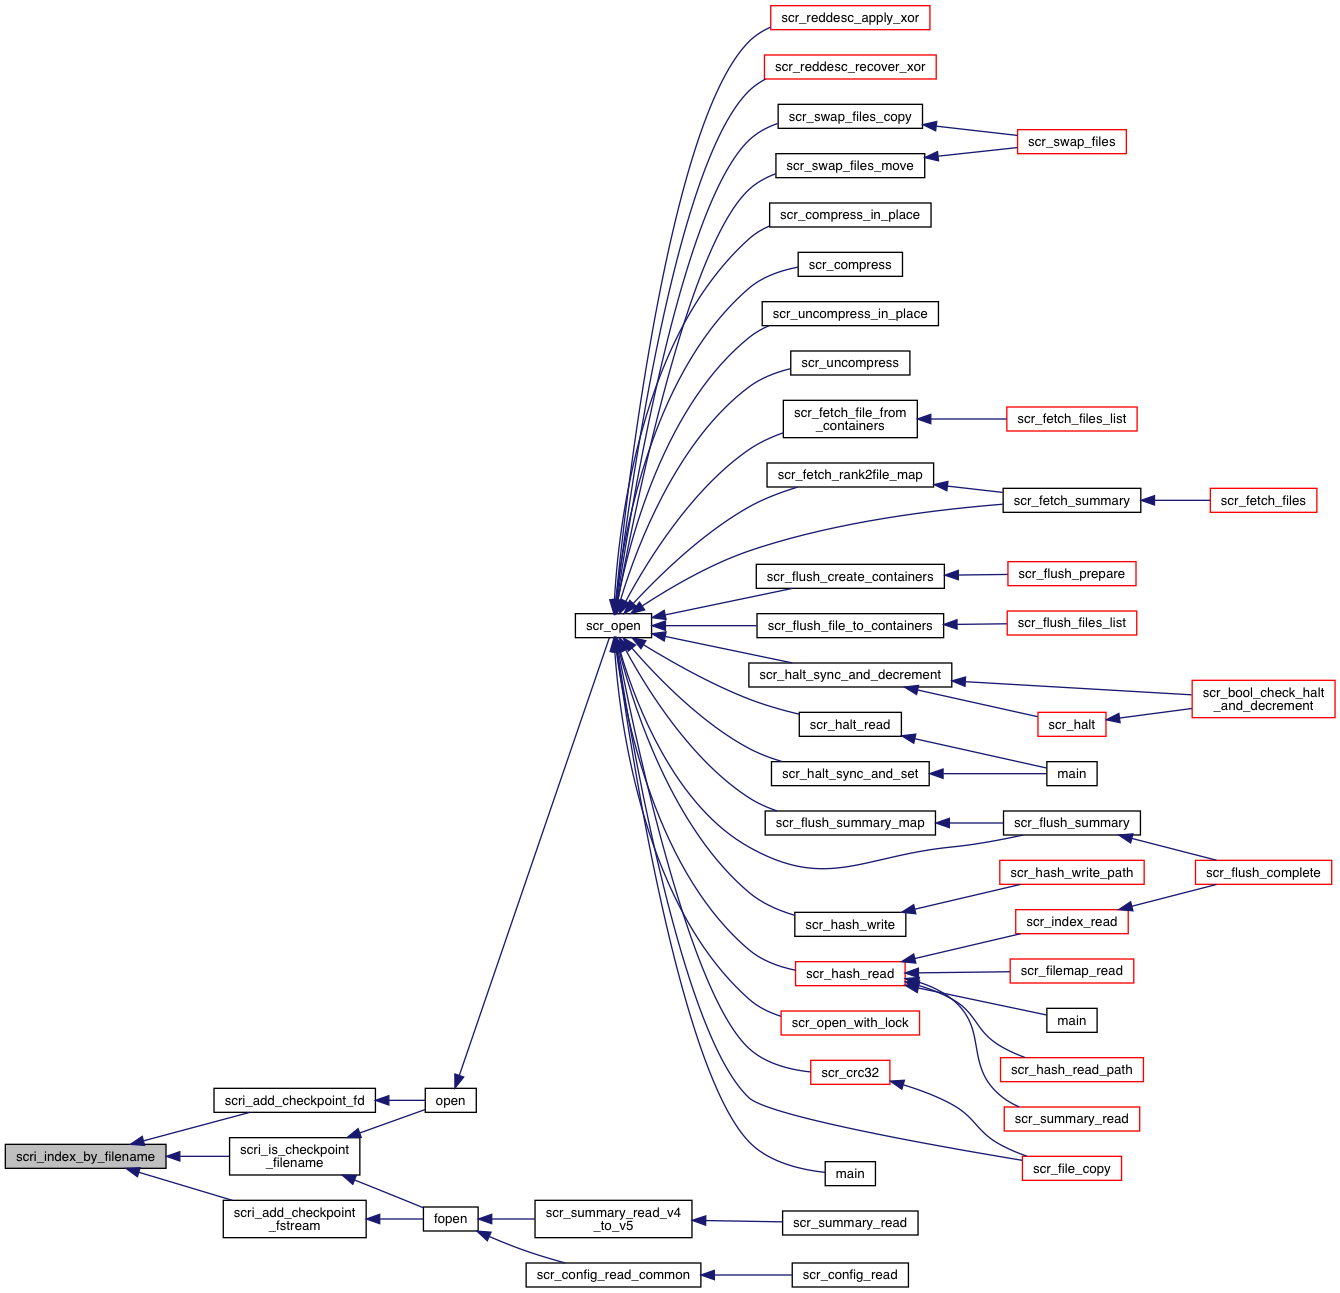 scr_reddesc_apply_xor
scr_reddesc_recover_xor
scr_swap_files_copy
scr_swap_files
scr_swap_files_move
scr_compress_in_place
scr_compress
scr_uncompress_in_place
scr_uncompress
scr_fetch_file_from
_containers
scr_fetch_files_list
scr_fetch_rank2file_map
scr_fetch_summary
scr_fetch_files
scr_flush_create_containers
scr_flush_prepare
scr_open
scr_flush_file_to_containers
scr_flush_files_list
scr_halt_sync_and_decrement
scr_bool_check_halt
_and_decrement
scr_halt
scr_halt_read
scr_halt_sync_and_set
main
scr_flush_summary_map
scr_flush_summary
scr_hash_write_path
scr_flush_complete
scr_hash_write
scr_index_read
scr_hash_read
scr_filemap_read
scr_open_with_lock
main
scr_crc32
scr_hash_read_path
scri_add_checkpoint_fd
open
scr_summary_read
scri_index_by_filename
scri_is_checkpoint
_filename
main
scr_file_copy
scri_add_checkpoint
_fstream
fopen
scr_summary_read_v4
_to_v5
scr_summary_read
scr_config_read_common
scr_config_read